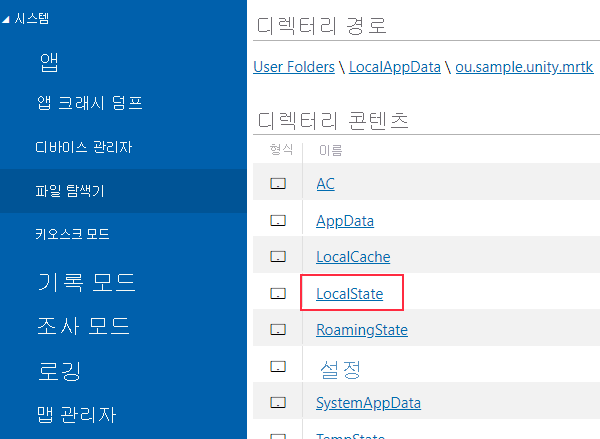 시스템
앱
앱 크래시 덤프
디바이스 관리자
파일 탐색기
키오스크 모드
기록 모드
조사 모드
로깅
맵 관리자
디렉터리 경로
User Folders \ LocalAppData \ ou.sample.unity.mrtk
디렉터리 콘텐츠
형식 이름
AC
AppData
LocalCache
LocalState
RoamingState
설정
SystemAppData
TempState